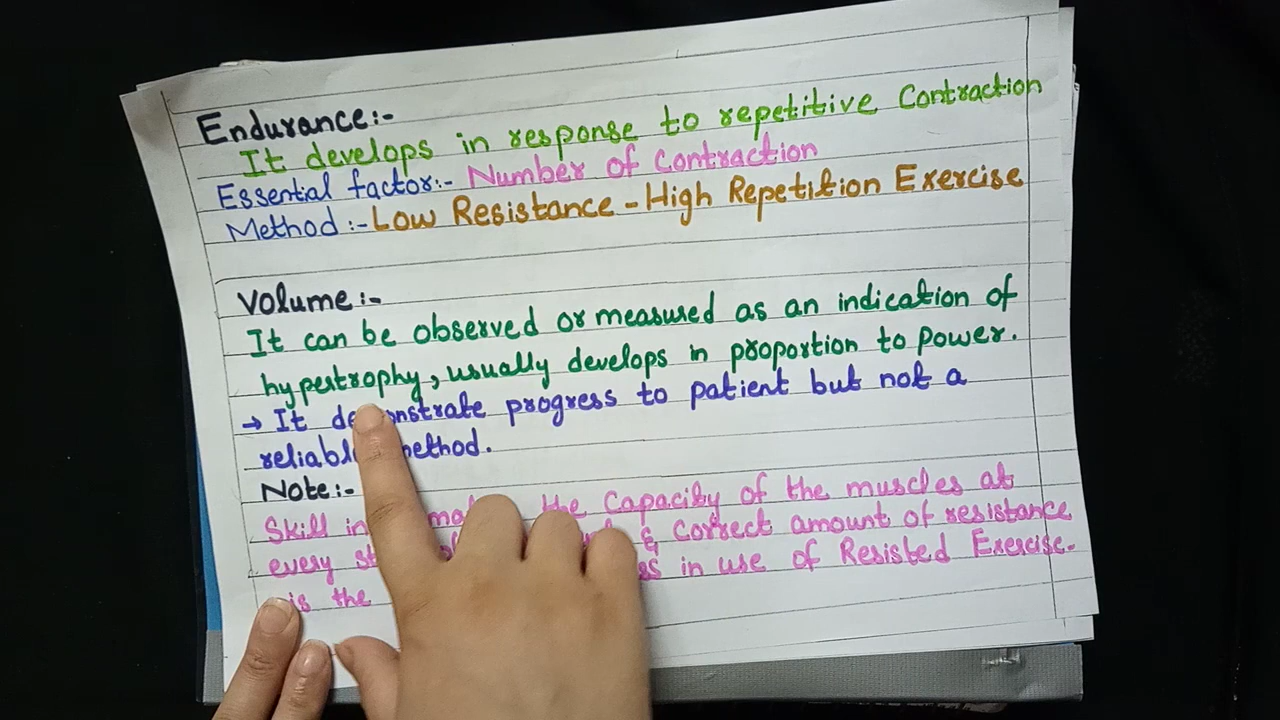 Endurance:-
It develops in response to repetitive Contraction
Essential factor:- Number of Contraction
Method:- Low Resistance - High Repetition Exercise
Volume:-
It can be observed or measured as an indication of
hypertrophy, usually develops in proportion to power.
→ It demonstrate progress to patient but not a
reliable method.
Note:-
Skill in the Capacity of the muscles at
every & Correct amount of resistance
is the in use of Resisted Exercise.